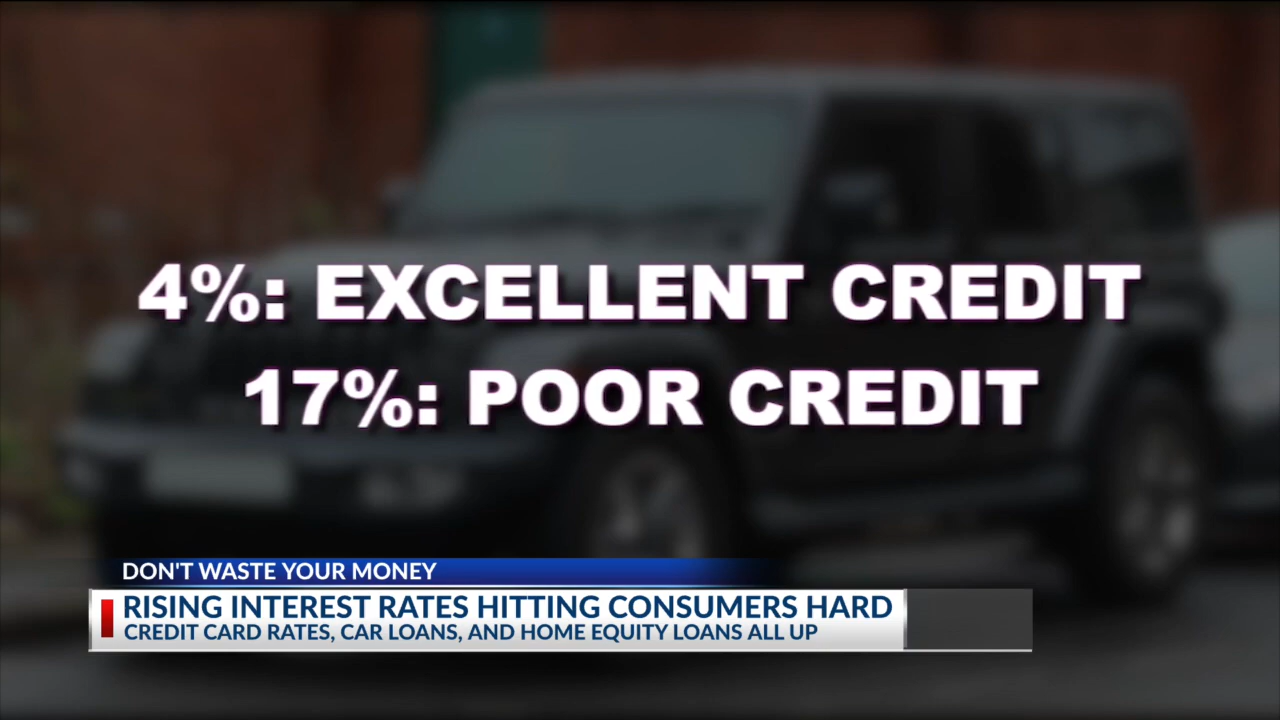 4%: EXCELLENT CREDIT
17%: POOR CREDIT
DON'T WASTE YOUR MONEY
RISING INTEREST RATES HITTING CONSUMERS HARD
CREDIT CARD RATES, CAR LOANS, AND HOME EQUITY LOANS ALL UP